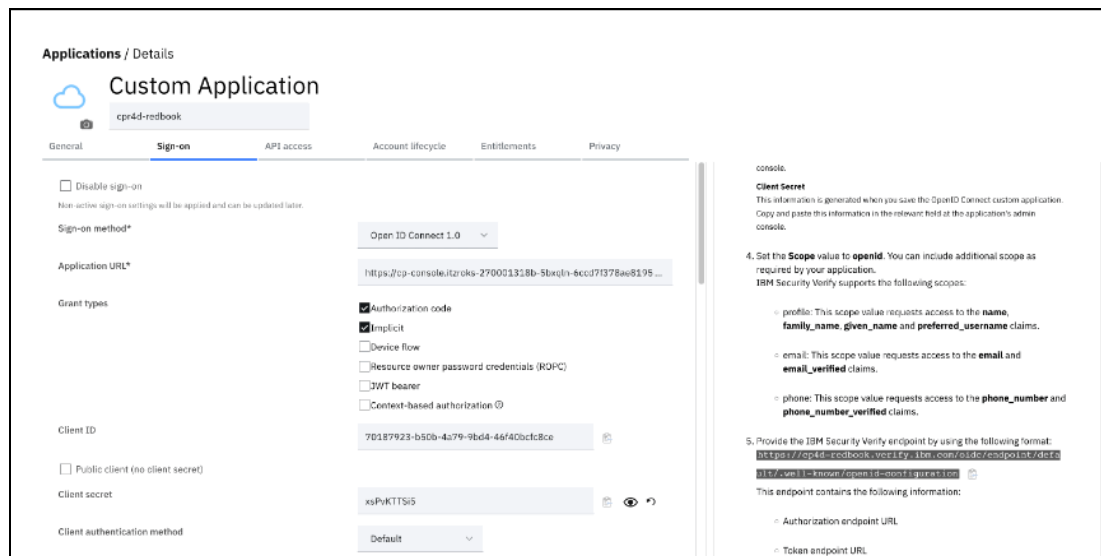 Applications / Details
Custom Application
cpr4d-redbook
General
Sign-on
API access
Account lifecycle
Entitlements
Privacy
Disable sign-on
Non-active sign-on settings will be applied and can be updated later.
Sign-on method*
Open ID Connect 1.0
Application URL*
https://cp-console.itzroks-270001318b-5bxqln-6ccd7f378ae8195...
Grant types
Authorization code
Implicit
Device flow
Resource owner password credentials (ROPC)
JWT bearer
Context-based authorization
Client ID
70187923-b50b-4a79-9bd4-46f40bcfc8ce
Public client (no client secret)
Client secret
xsPvKTTSi5
Client authentication method
Default
console.
Client Secret
This information is generated when you save the OpenID Connect custom application.
Copy and paste this information in the relevant field at the application's admin
console.
4. Set the Scope value to openid. You can include additional scope as
required by your application.
IBM Security Verify supports the following scopes:
profile: This scope value requests access to the name,
family_name, given_name and preferred_username claims.
email: This scope value requests access to the email and
email_verified claims.
phone: This scope value requests access to the phone_number and
phone_number_verified claims.
5. Provide the IBM Security Verify endpoint by using the following format:
https://cp4d-redbook.verify.ibm.com/oidc/endpoint/defa
ult/.well-known/openid-configuration
This endpoint contains the following information:
Authorization endpoint URL
Token endpoint URL